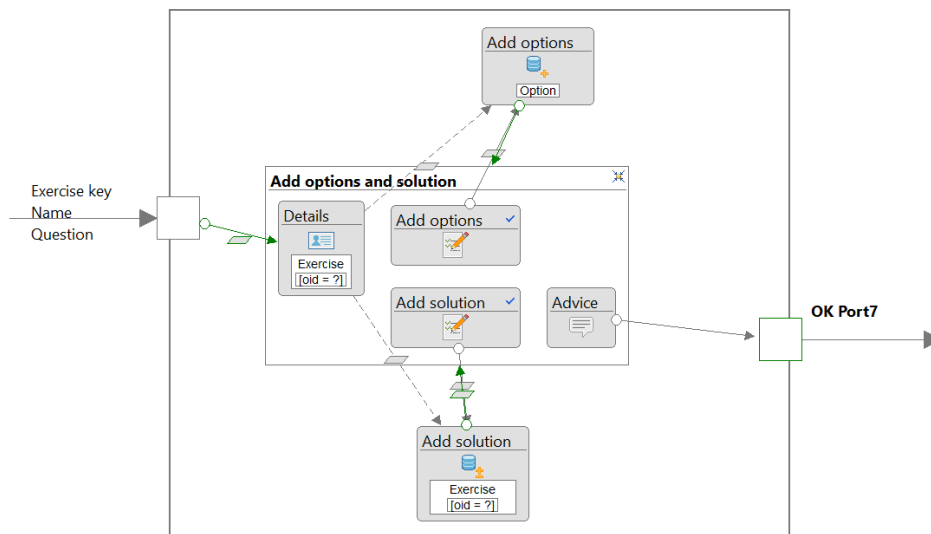 Add options
Option
Add options and solution
Exercise key
Name
Question
Details
Exercise
[oid = ?]
Add options
Add solution
Advice
OK Port7
Add solution
Exercise
[oid = ?]